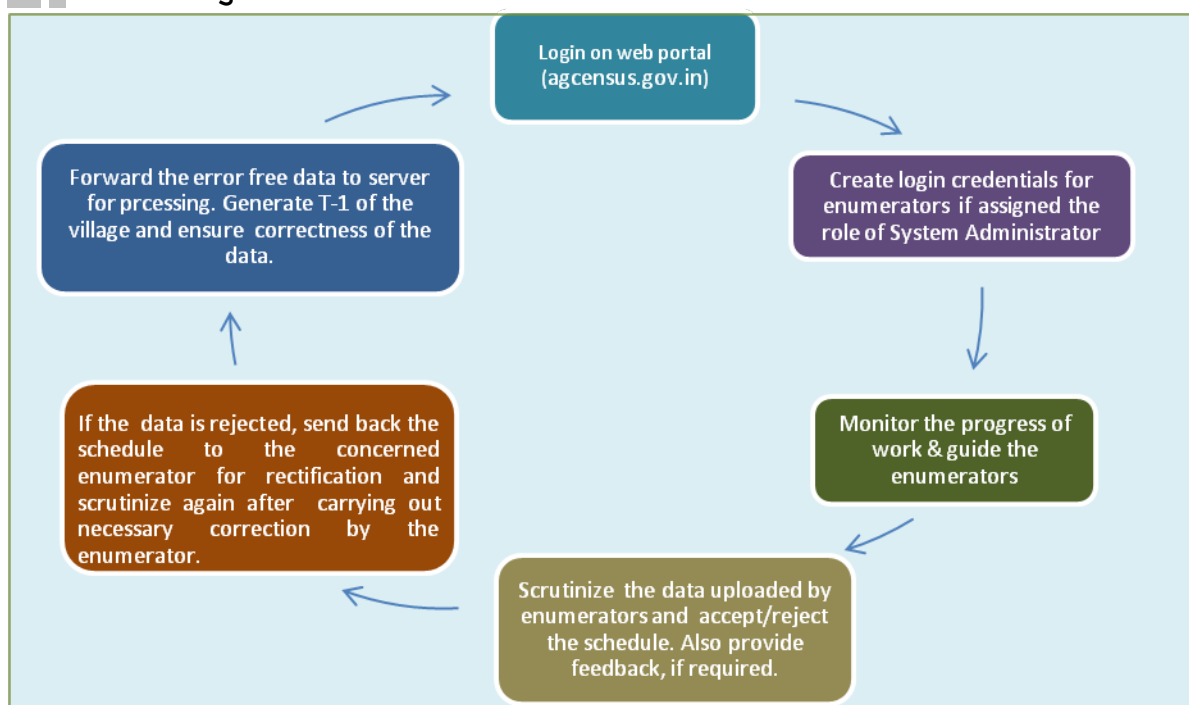 Login on web portal
(agcensus.gov.in)
Create login credentials for
enumerators if assigned the
role of System Administrator
Monitor the progress of
work & guide the
enumerators
Scrutinize the data uploaded by
enumerators and accept/reject
the schedule. Also provide
feedback, if required.
If the data is rejected, send back the
schedule to the concerned
enumerator for rectification and
scrutinize again after carrying out
necessary correction by the
enumerator.
Forward the error free data to server
for prcessing. Generate T-1 of the
village and ensure correctness of the
data.